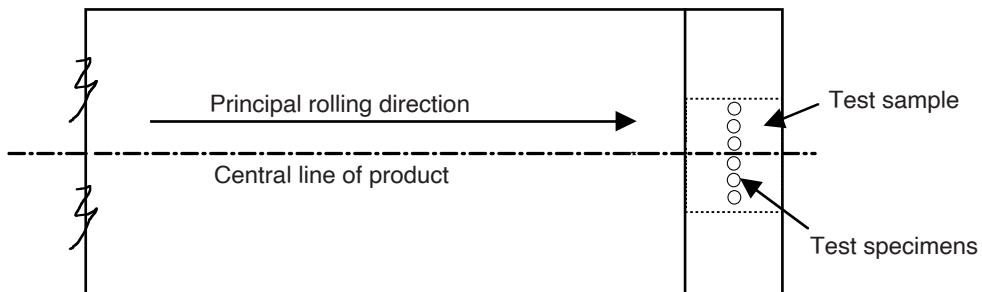 Principal rolling direction
Test sample
Central line of product
Test specimens